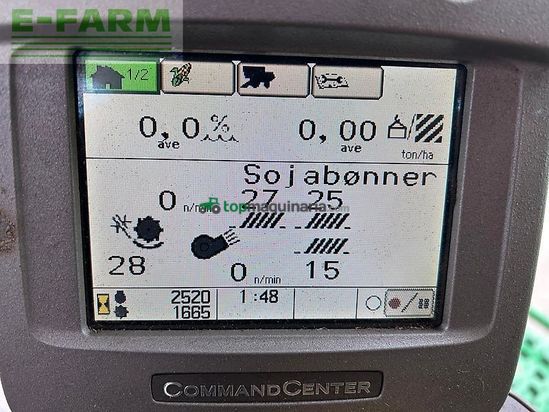 E-FARM
1/2
0,0 %
ave
0,00
ave
ton/ha
Sojabønner
0 n/min
27 25
topmaquinaria.com
28
0 n/min
15
2520
1665
1:48
COMMANDCENTER